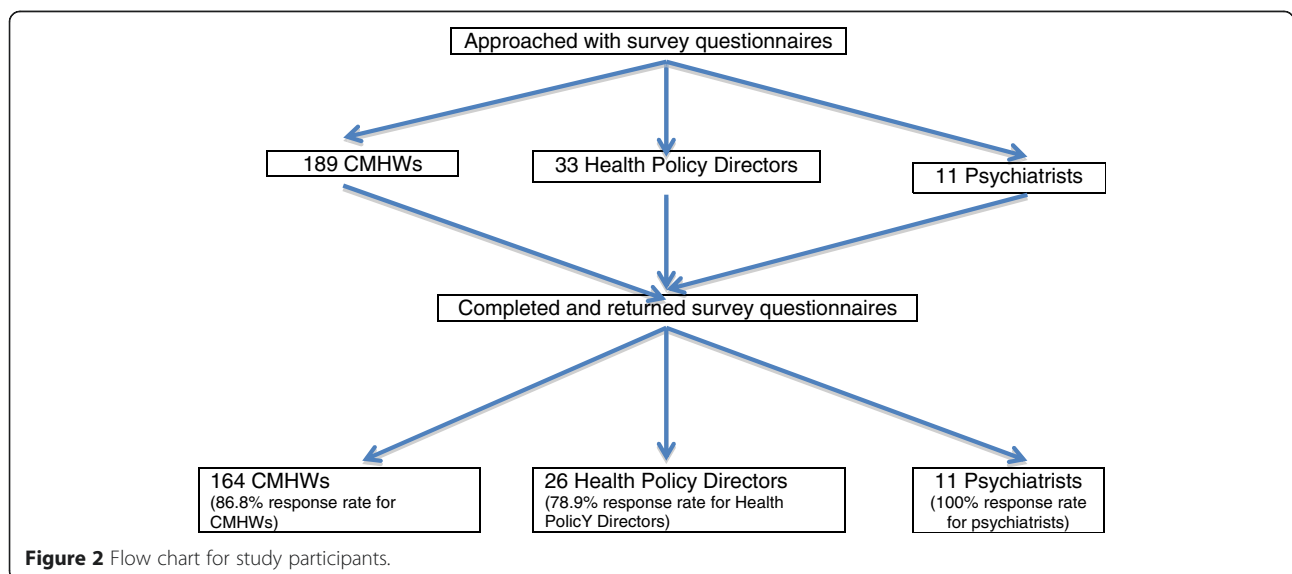 Approached with survey questionnaires
189 CMHWs
33 Health Policy Directors
11 Psychiatrists
Completed and returned survey questionnaires
164 CMHWs
(86.8% response rate for
CMHWs)
26 Health Policy Directors
(78.9% response rate for Health
PolicY Directors)
11 Psychiatrists
(100% response rate
for psychiatrists)
Figure 2 Flow chart for study participants.